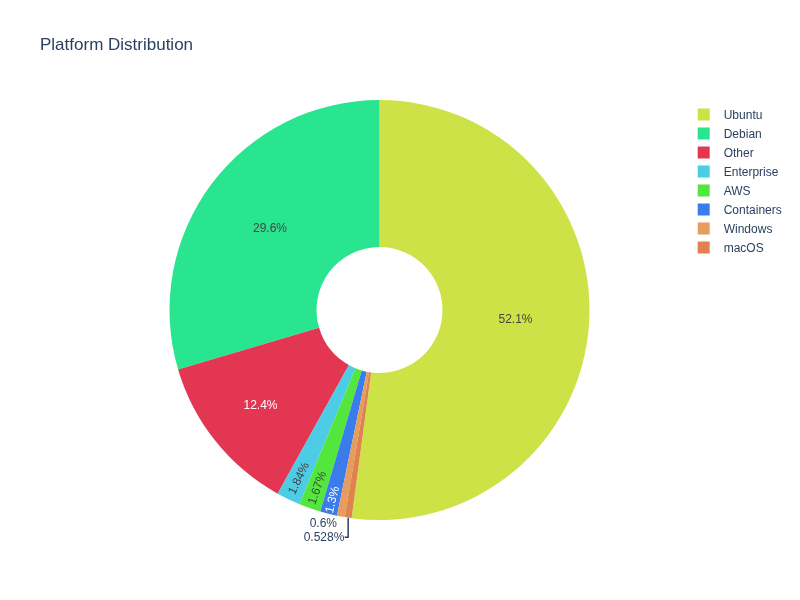 Platform Distribution
Ubuntu
Debian
Other
Enterprise
AWS
Containers
Windows
macOS
29.6%
52.1%
12.4%
1.84%
1.67%
1.3%
0.6%
0.528%